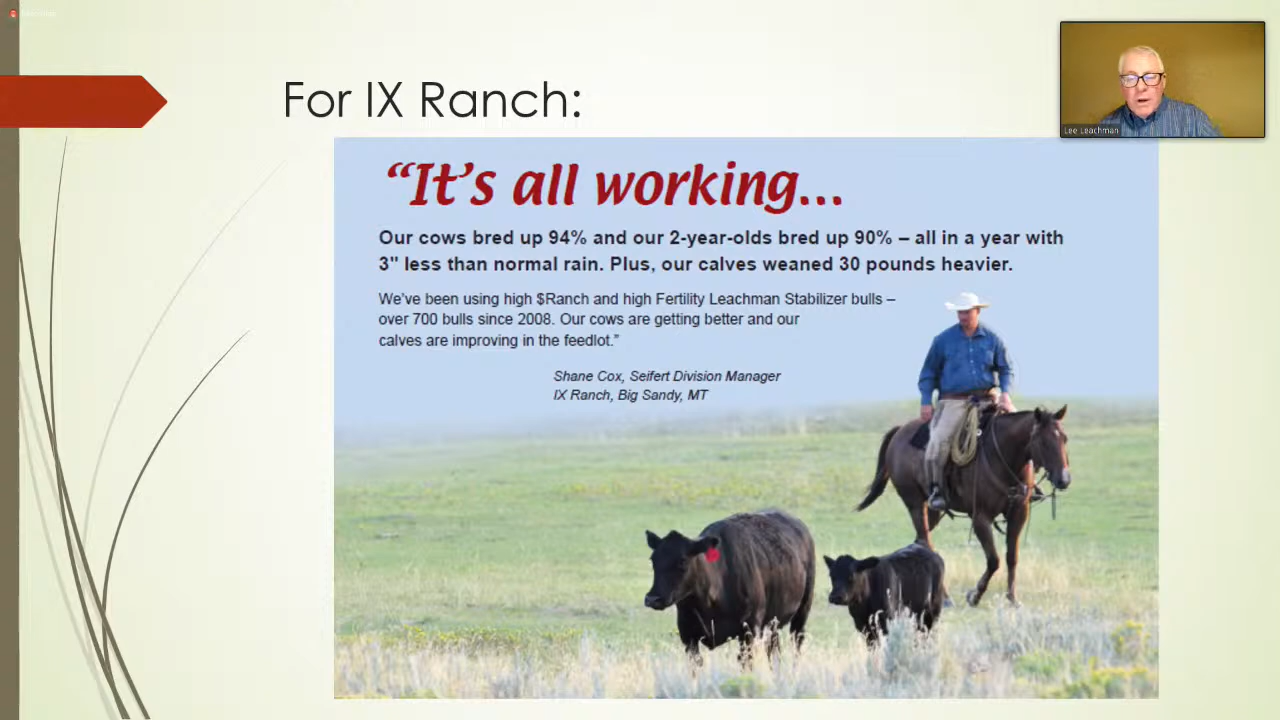 For IX Ranch:
Lee Leachman
“It’s all working...
Our cows bred up 94% and our 2-year-olds bred up 90% – all in a year with
3" less than normal rain. Plus, our calves weaned 30 pounds heavier.
We’ve been using high $Ranch and high Fertility Leachman Stabilizer bulls –
over 700 bulls since 2008. Our cows are getting better and our
calves are improving in the feedlot.”
Shane Cox, Seifert Division Manager
IX Ranch, Big Sandy, MT